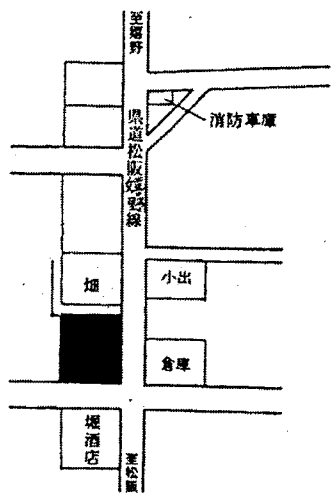 至嬉野
消防車庫
県道松阪嬉野線
畑
小出
倉庫
堀酒店
至松阪